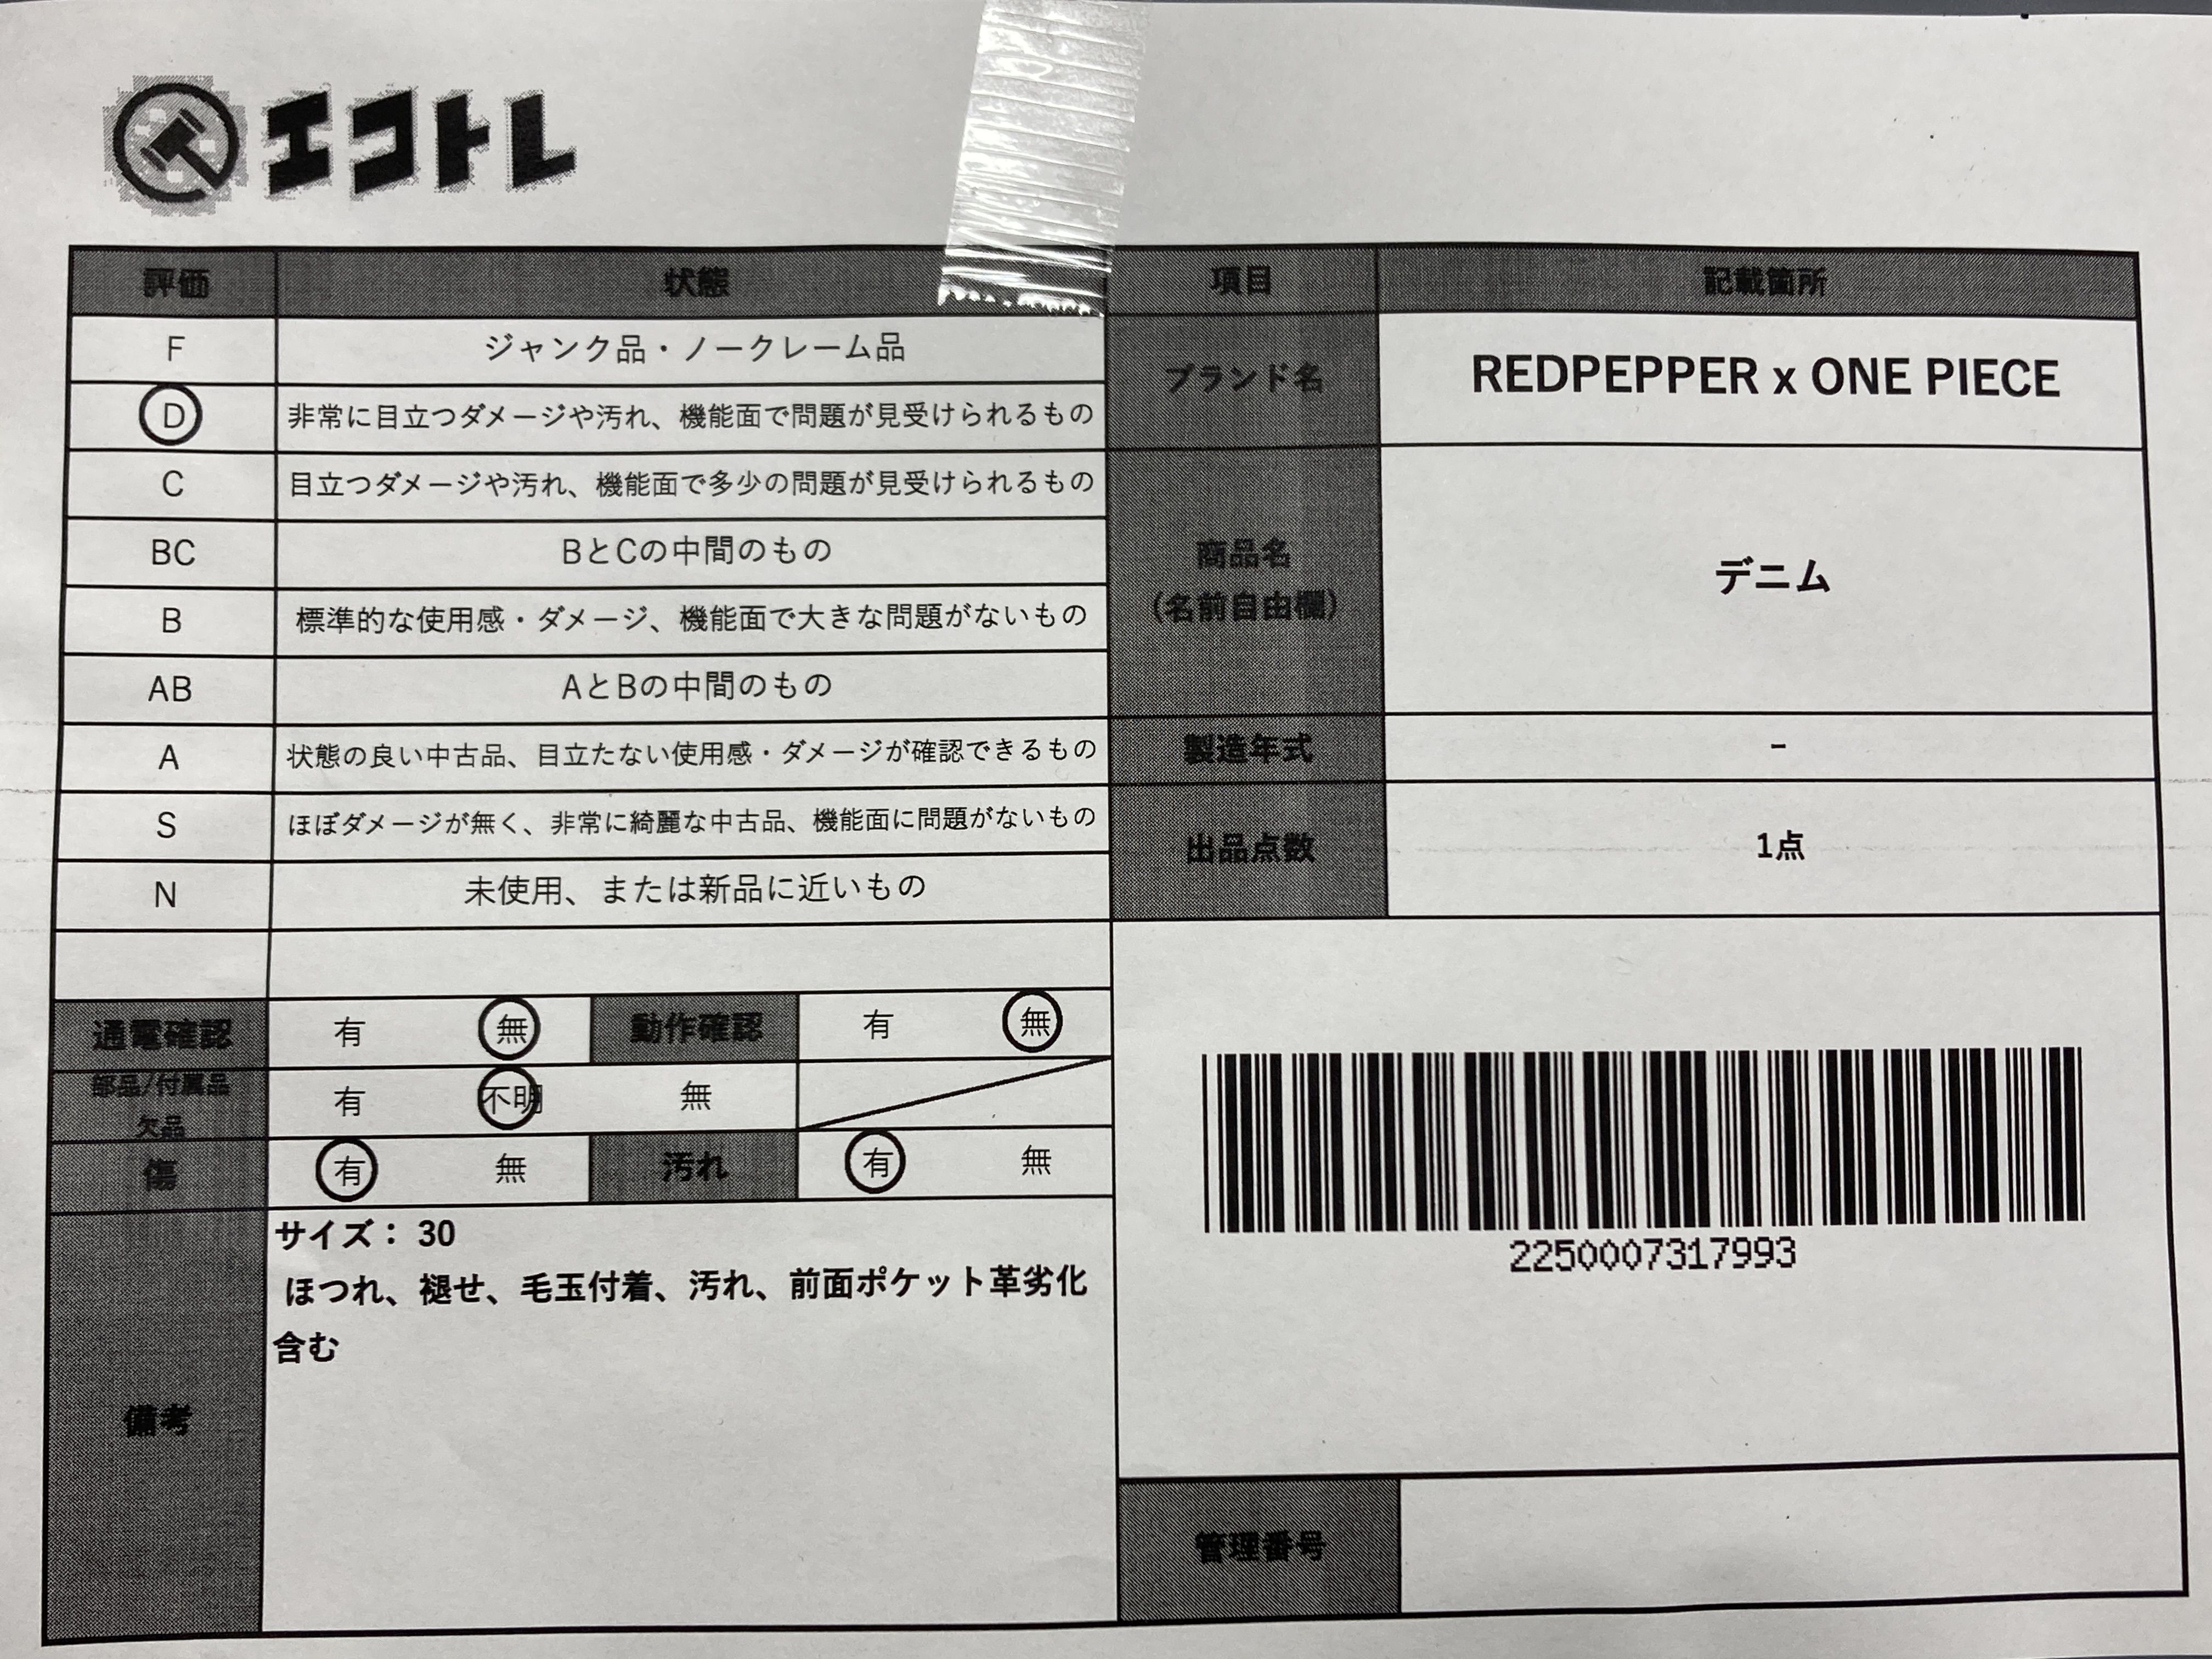 エコトレ
評価 状態
F ジャンク品・ノークレーム品
D 非常に目立つダメージや汚れ、機能面で問題が見受けられるもの
C 目立つダメージや汚れ、機能面で多少の問題が見受けられるもの
BC BとCの中間のもの
B 標準的な使用感・ダメージ、機能面で大きな問題がないもの
AB AとBの中間のもの
A 状態の良い中古品、目立たない使用感・ダメージが確認できるもの
S ほぼダメージが無く、非常に綺麗な中古品、機能面に問題がないもの
N 未使用、または新品に近いもの
通電確認 有 無 動作確認 有 無
部品/付属品
欠品 有 不明 無
傷 有 無 汚れ 有 無
備考
サイズ： 30
ほつれ、褪せ、毛玉付着、汚れ、前面ポケット革劣化
含む
項目 記載箇所
ブランド名 REDPEPPER x ONE PIECE
商品名
（名前自由欄）
デニム
製造年式 -
出品点数 1点
2250007317993
管理番号